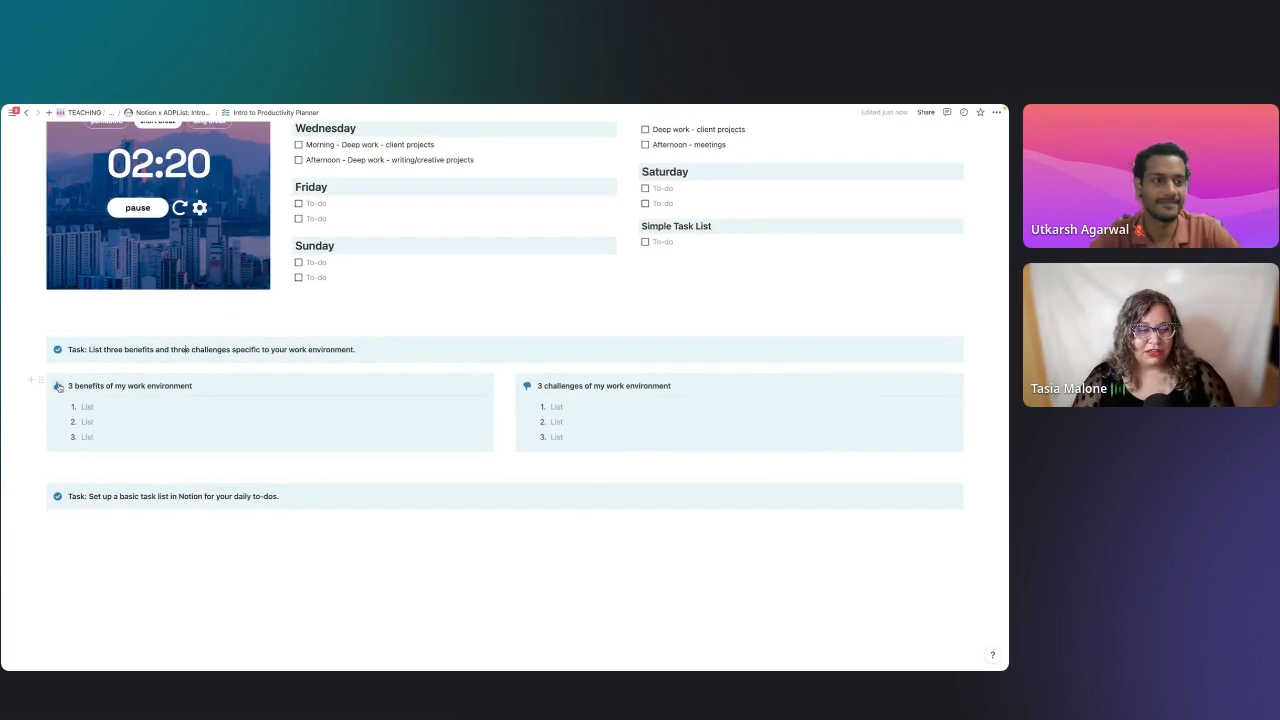 TEACHING / ... / Notion x ADPList: Intro... / Intro to Productivity Planner
Edited just now Share
short break
02:20
pause
Wednesday
Morning - Deep work - client projects
Afternoon - Deep work - writing/creative projects
Friday
To-do
To-do
Sunday
To-do
To-do
Deep work - client projects
Afternoon - meetings
Saturday
To-do
To-do
Simple Task List
To-do
Task: List three benefits and three challenges specific to your work environment.
3 benefits of my work environment
1. List
2. List
3. List
3 challenges of my work environment
1. List
2. List
3. List
Task: Set up a basic task list in Notion for your daily to-dos.
?
Utkarsh Agarwal
Tasia Malone